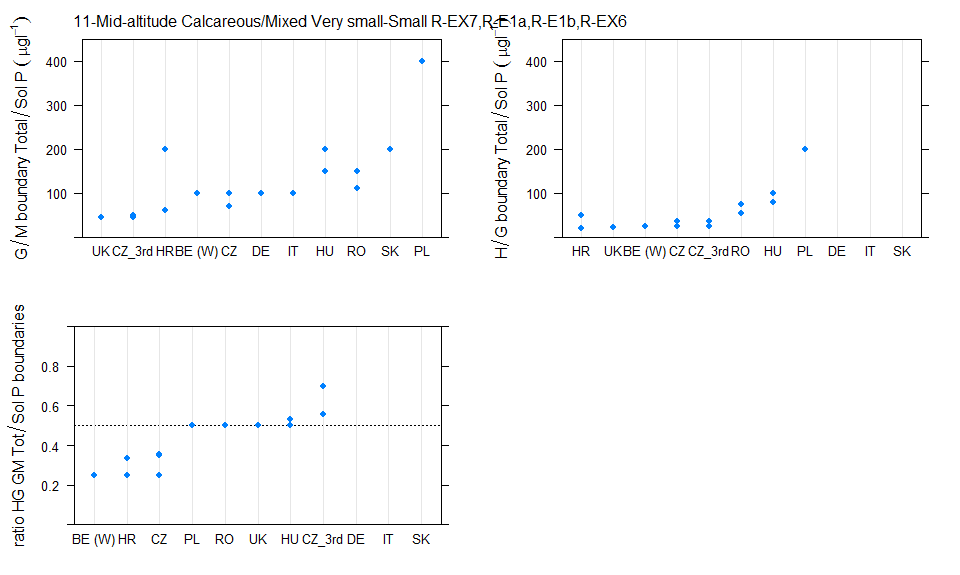 11-Mid-altitude Calcareous/Mixed Very small-Small R-EX7,R-E1a,R-E1b,R-EX6
G/M boundary Total/Sol P ( µgl⁻¹)
400
300
200
100
UK CZ_3rd HR BE (W) CZ DE IT HU RO SK PL
H/G boundary Total/Sol P ( µgl⁻¹)
400
300
200
100
HR UK BE (W) CZ CZ_3rd RO HU PL DE IT SK
ratio HG GM Tot/Sol P boundaries
0.8
0.6
0.4
0.2
BE (W) HR CZ PL RO UK HU CZ_3rd DE IT SK